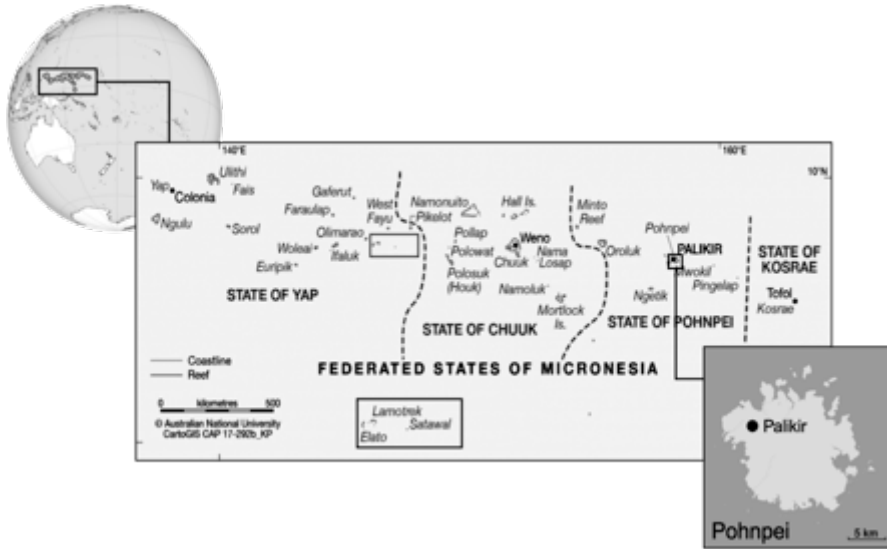 140°E
160°E
10°N
Ulithi
Yap
Colonia
Fais
Ngulu
Sorol
Gaferut
Faraulap
West
Fayu
Olimarao
Woleai
Ifaluk
Euripik
STATE OF YAP
Namonuito
Pikelot
Hall Is.
Pollap
Polowat
Polosuk
(Houk)
Weno
Chuuk
Nama
Losap
Namoluk
Mortlock
Is.
STATE OF CHUUK
Minto
Reef
Oroluk
Pohnpei
PALIKIR
Mwokil
Pingelap
Ngetik
STATE OF POHNPEI
STATE OF
KOSRAE
Tofol
Kosrae
FEDERATED STATES OF MICRONESIA
Coastline
Reef
0 kilometres 500
© Australian National University
CartoGIS CAP 17-292b_KP
Lamotrek
Satawal
Elato
Palikir
Pohnpei
5 km